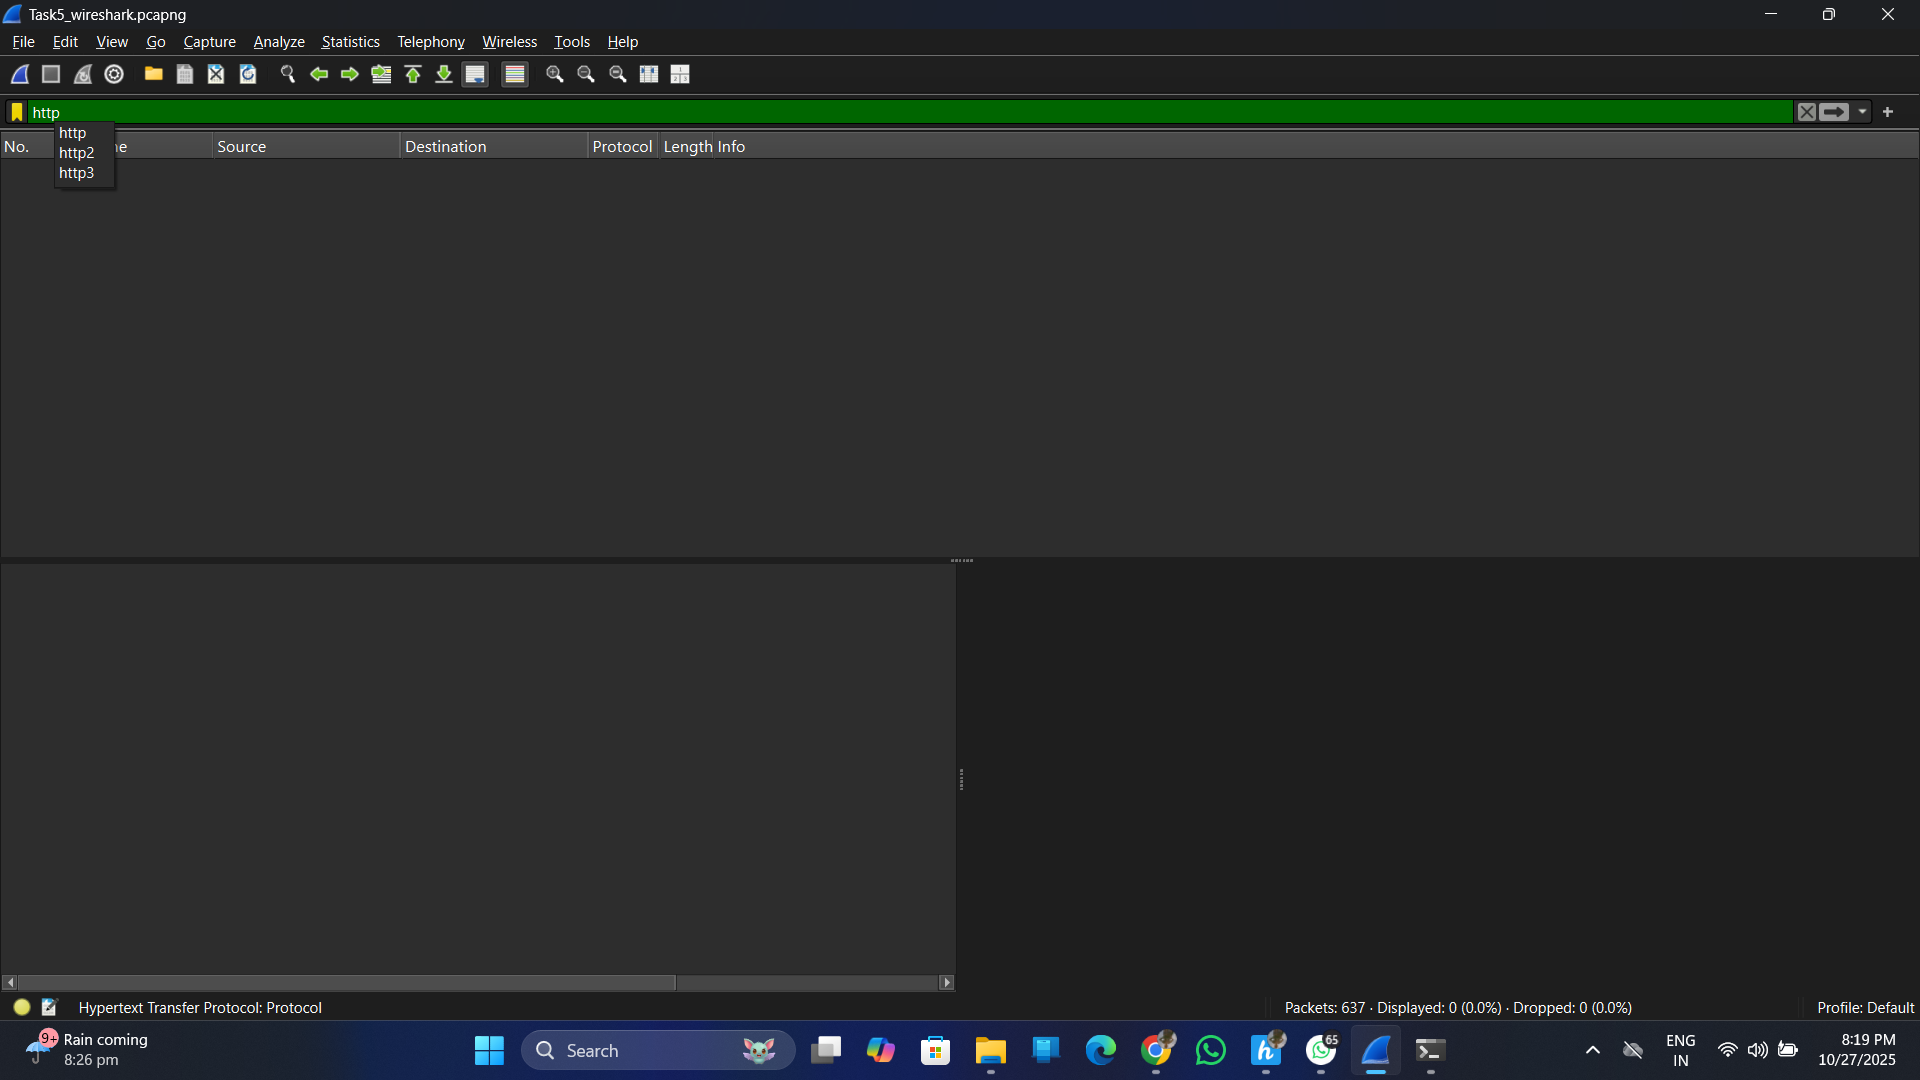 Task5_wireshark.pcapng
File Edit View Go Capture Analyze Statistics Telephony Wireless Tools Help
http
http
http2
http3
No. ne Source Destination Protocol Length Info
Hypertext Transfer Protocol: Protocol
Packets: 637 · Displayed: 0 (0.0%) · Dropped: 0 (0.0%)
Profile: Default
9+ Rain coming
8:26 pm
Search
65
ENG
IN
8:19 PM
10/27/2025